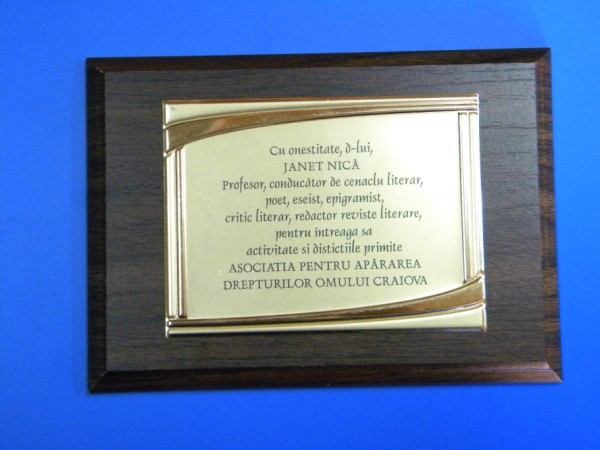 Cu onestitate, d-lui,
JANET NICĂ
Profesor, conducător de cenaclu literar,
poet, eseist, epigramist,
critic literar, redactor reviste literare,
pentru întreaga sa
activitate si distictiile primite
ASOCIATIA PENTRU APĂRAREA
DREPTURILOR OMULUI CRAIOVA